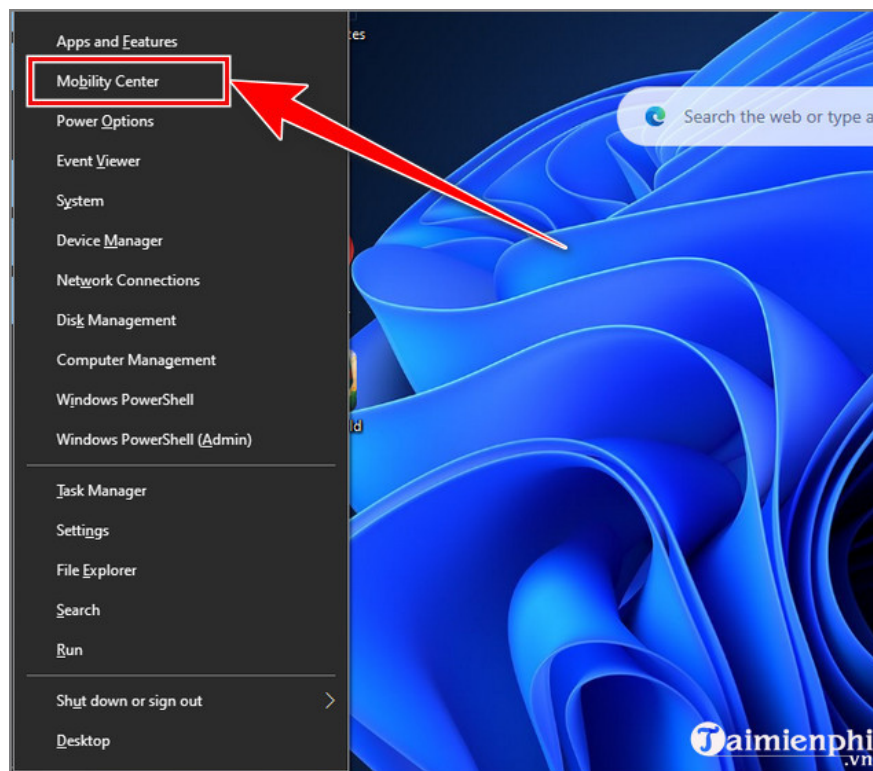 Apps and Features
Mobility Center
Power Options
Event Viewer
System
Device Manager
Network Connections
Disk Management
Computer Management
Windows PowerShell
Windows PowerShell (Admin)
Task Manager
Settings
File Explorer
Search
Run
Shut down or sign out
Desktop
es
Search the web or type a
ld
Taimienphi
.vn